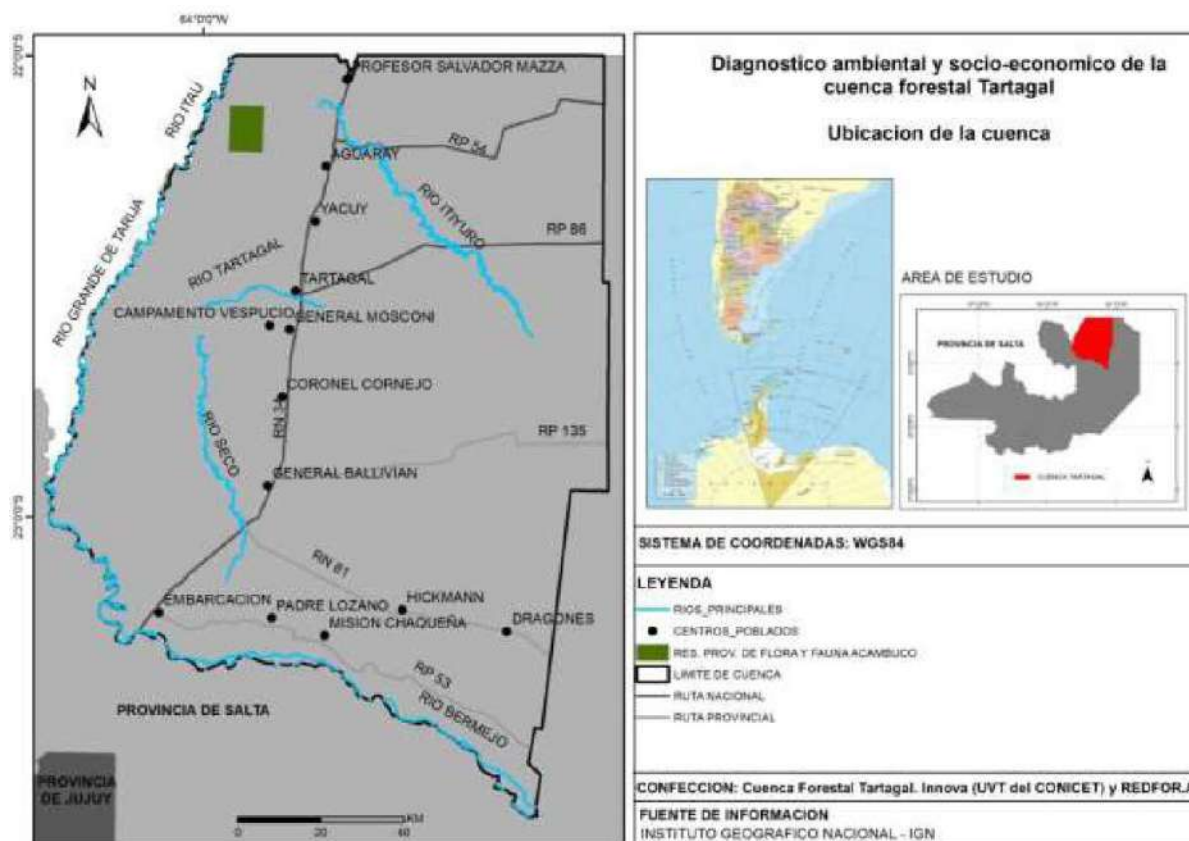 64°0'0"W
22°0'0"S
23°0'0"S
N
PROFESOR SALVADOR MAZZA
RIO ITAU
RP 54
AGUARAY
RIO ITIYURO
YACUY
RIO GRANDE DE TARIJA
RP 86
RIO TARTAGAL
TARTAGAL
CAMPAMENTO VESPUCIO
GENERAL MOSCONI
CORONEL CORNEJO
RN 34
RIO SECO
RP 135
GENERAL BALLIVIAN
RN 81
EMBARCACION
PADRE LOZANO
HICKMANN
MISION CHAQUEÑA
DRAGONES
RP 53
RIO BERMEJO
PROVINCIA DE SALTA
PROVINCIA
DE JUJUY
KM
0 20 40
Diagnostico ambiental y socio-economico de la
cuenca forestal Tartagal
Ubicacion de la cuenca
AREA DE ESTUDIO
PROVINCIA DE SALTA
CUENCA TARTAGAL
SISTEMA DE COORDENADAS: WGS84
LEYENDA
RIOS_PRINCIPALES
CENTROS_POBLADOS
RES. PROV. DE FLORA Y FAUNA ACAMBUCO
LIMITE DE CUENCA
RUTA NACIONAL
RUTA PROVINCIAL
CONFECCION: Cuenca Forestal Tartagal. Innova (UVT del CONICET) y REDFOR.A
FUENTE DE INFORMACION
INSTITUTO GEOGRAFICO NACIONAL - IGN